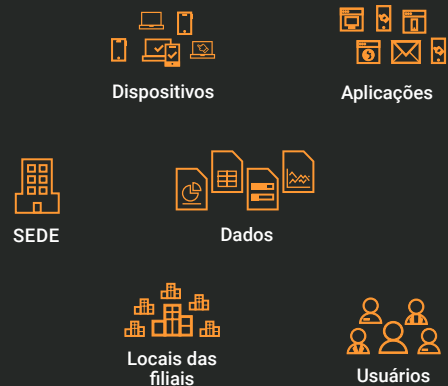 Dispositivos
Aplicações
SEDE
Dados
Locais das
filiais
Usuários